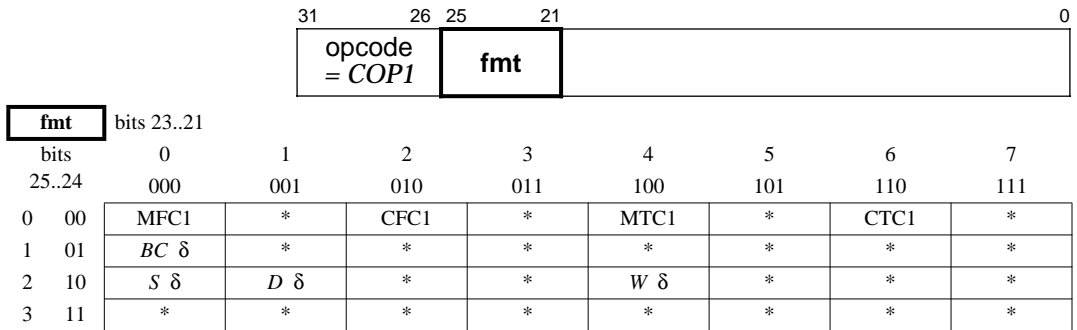 31 26 25 21 0
opcode
= COP1 fmt
fmt bits 23..21
bits 0 1 2 3 4 5 6 7
25..24 000 001 010 011 100 101 110 111
0 00 MFC1 * CFC1 * MTC1 * CTC1 *
1 01 BC δ * * * * * * *
2 10 S δ D δ * * W δ * * *
3 11 * * * * * * * *